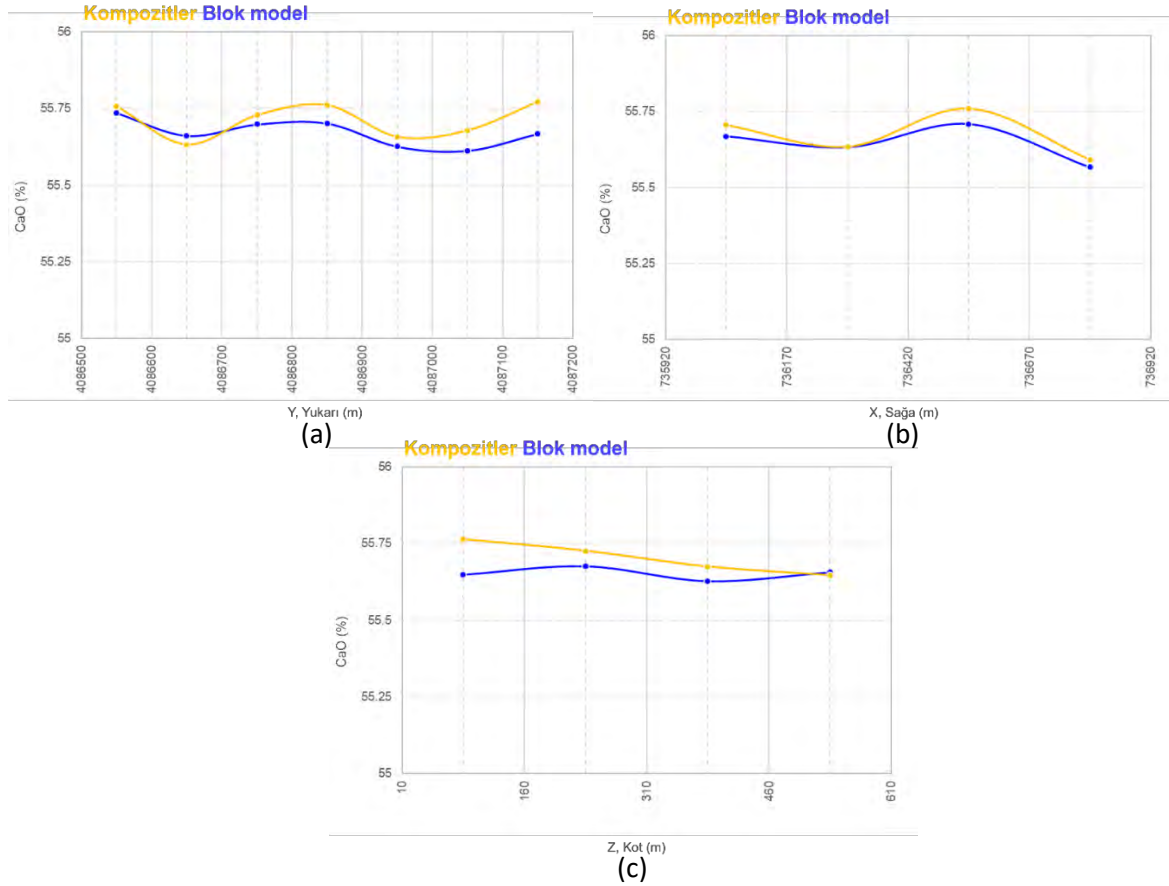 Kompozitler Blok model
56
55.75
55.5
55.25
55
CaO (%)
4086500
4086600
4086700
4086800
4086900
4087000
4087100
4087200
Y, Yukarı (m)
(a)
Kompozitler Blok model
56
55.75
55.5
55.25
55
CaO (%)
735920
736170
736420
736670
736920
X, Sağa (m)
(b)
Kompozitler Blok model
56
55.75
55.5
55.25
55
CaO (%)
10
160
310
460
610
Z, Kot (m)
(c)